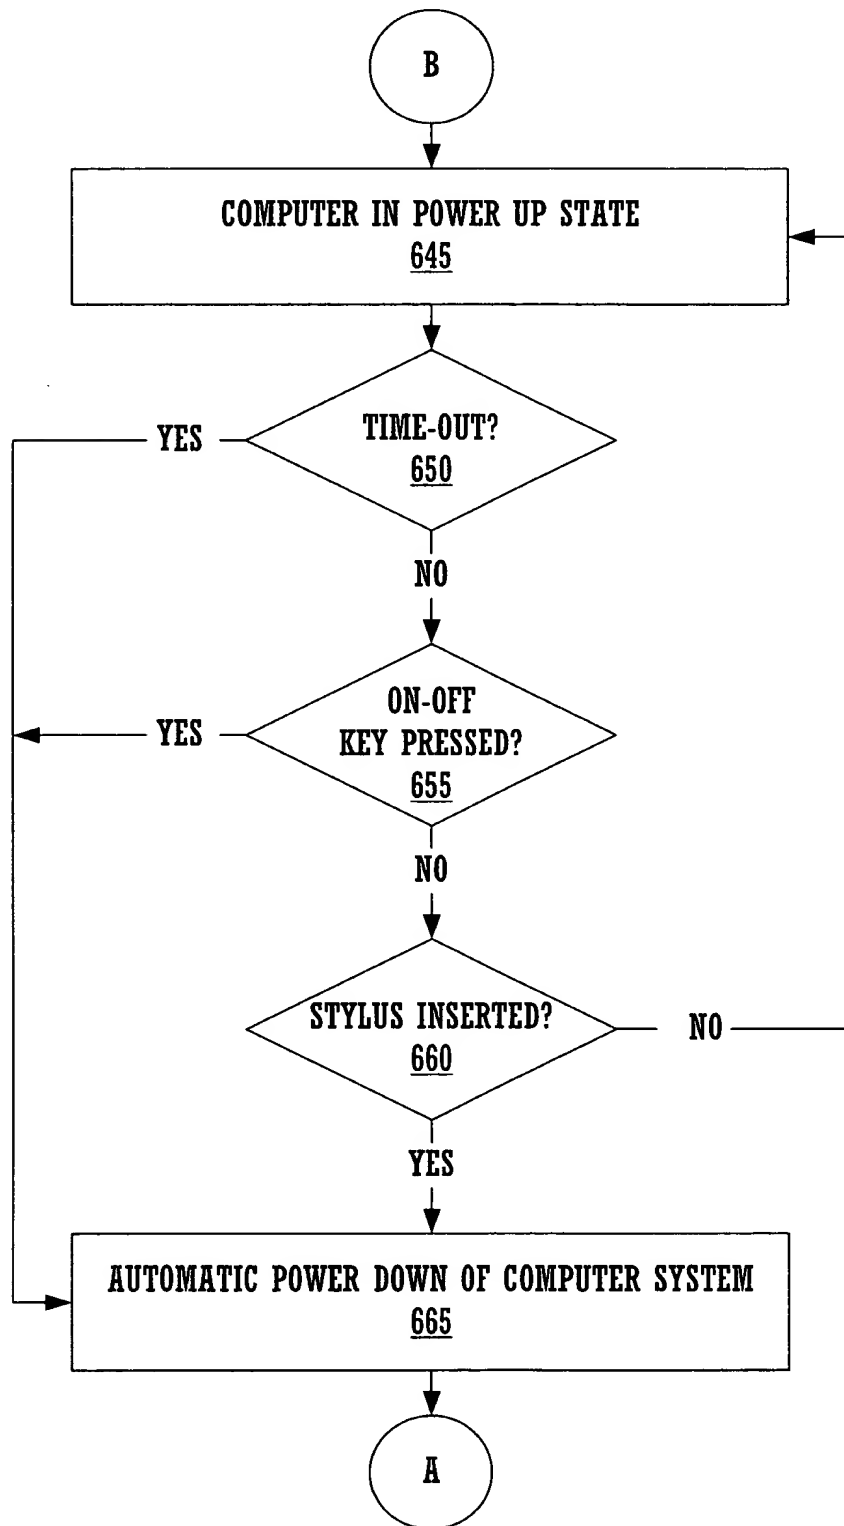 B
COMPUTER IN POWER UP STATE
645
TIME-OUT?
650
YES
NO
ON-OFF
KEY PRESSED?
655
YES
NO
STYLUS INSERTED?
660
NO
YES
AUTOMATIC POWER DOWN OF COMPUTER SYSTEM
665
A